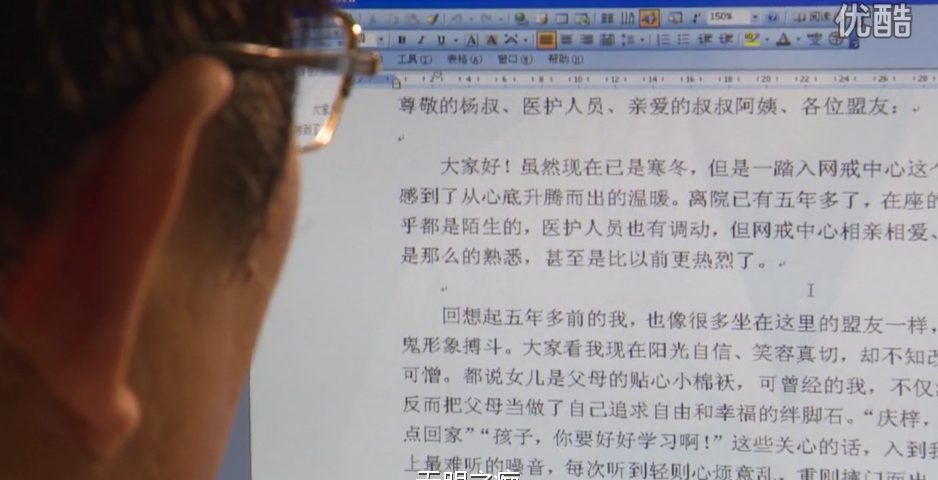 优酷
150%
阅读
工具(T) 表格(A) 窗口(W) 帮助(H)
尊敬的杨叔、医护人员、亲爱的叔叔阿姨、各位盟友：
大家好！虽然现在已是寒冬，但是一踏入网戒中心这个
感到了从心底升腾而出的温暖。离院已有五年多了，在座的
乎都是陌生的，医护人员也有调动，但网戒中心相亲相爱、
是那么的熟悉，甚至是比以前更热烈了。
回想起五年多前的我，也像很多坐在这里的盟友一样，
鬼形象搏斗。大家看我现在阳光自信、笑容真切，却不知改
可憎。都说女儿是父母的贴心小棉袄，可曾经的我，不仅
反而把父母当做了自己追求自由和幸福的绊脚石。“庆梓，
点回家”“孩子，你要好好学习啊！”这些关心的话，入到我
上最难听的噪音，每次听到轻则心烦意乱，重则摔门而出